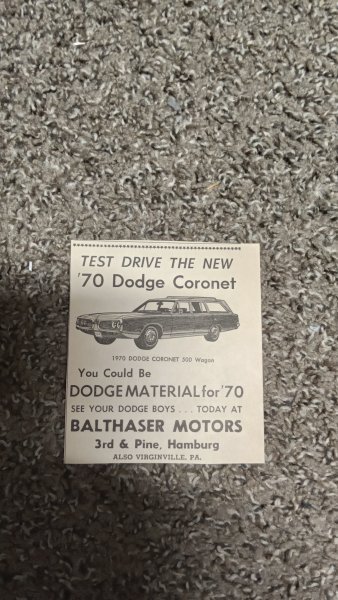 TEST DRIVE THE NEW
'70 Dodge Coronet
1970 DODGE CORONET 500 Wagon
You Could Be
DODGE MATERIAL for '70
SEE YOUR DODGE BOYS . . . TODAY AT
BALTHASER MOTORS
3rd & Pine, Hamburg
ALSO VIRGINVILLE, PA.